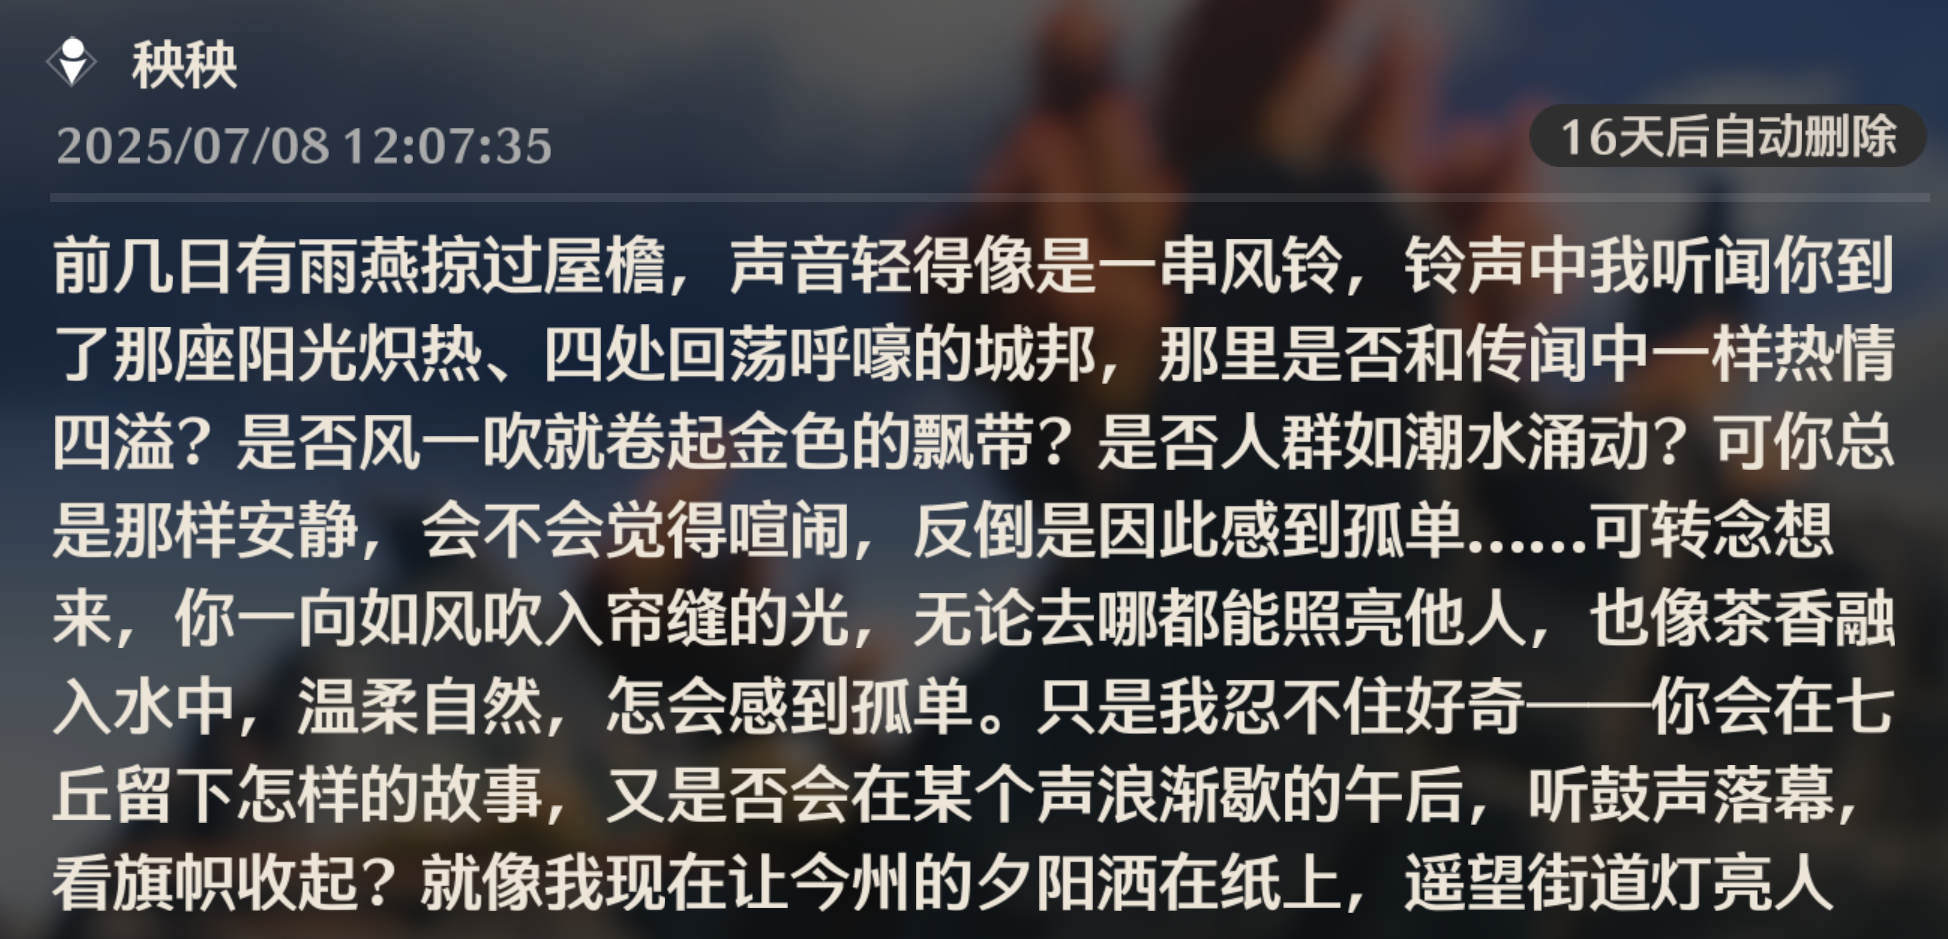 秧秧
2025/07/08 12:07:35
16天后自动删除
前几日有雨燕掠过屋檐，声音轻得像是一串风铃，铃声中我听闻你到
了那座阳光炽热、四处回荡呼嚎的城邦，那里是否和传闻中一样热情
四溢？是否风一吹就卷起金色的飘带？是否人群如潮水涌动？可你总
是那样安静，会不会觉得喧闹，反倒是因此感到孤单……可转念想
来，你一向如风吹入帘缝的光，无论去哪都能照亮他人，也像茶香融
入水中，温柔自然，怎会感到孤单。只是我忍不住好奇——你会在七
丘留下怎样的故事，又是否会在某个声浪渐歇的午后，听鼓声落幕，
看旗帜收起？就像我现在让今州的夕阳洒在纸上，遥望街道灯亮人